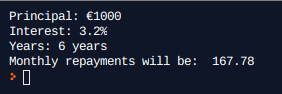 Principal: €1000
Interest: 3.2%
Years: 6 years
Monthly repayments will be:  167.78
>